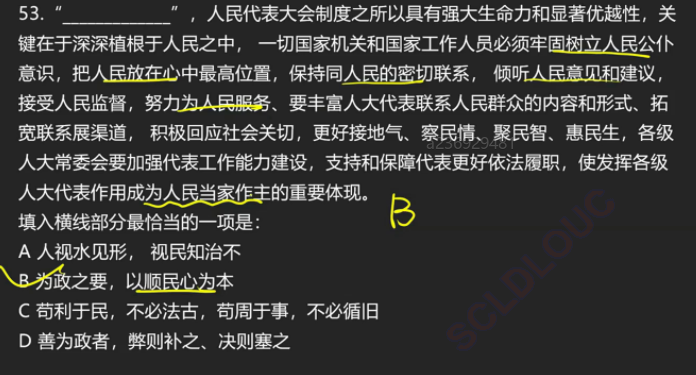 53.“_____________”，人民代表大会制度之所以具有强大生命力和显著优越性，关
键在于深深植根于人民之中， 一切国家机关和国家工作人员必须牢固树立人民公仆
意识，把人民放在心中最高位置，保持同人民的密切联系， 倾听人民意见和建议，
接受人民监督，努力为人民服务、要丰富人大代表联系人民群众的内容和形式、拓
宽联系展渠道， 积极回应社会关切，更好接地气、察民情、聚民智、惠民生，各级
人大常委会要加强代表工作能力建设，支持和保障代表更好依法履职，使发挥各级
人大代表作用成为人民当家作主的重要体现。
填入横线部分最恰当的一项是：
B
A 人视水见形， 视民知治不
B 为政之要，以顺民心为本
C 苟利于民，不必法古，苟周于事，不必循旧
D 善为政者，弊则补之、决则塞之
a236929481
SCLDLOUC